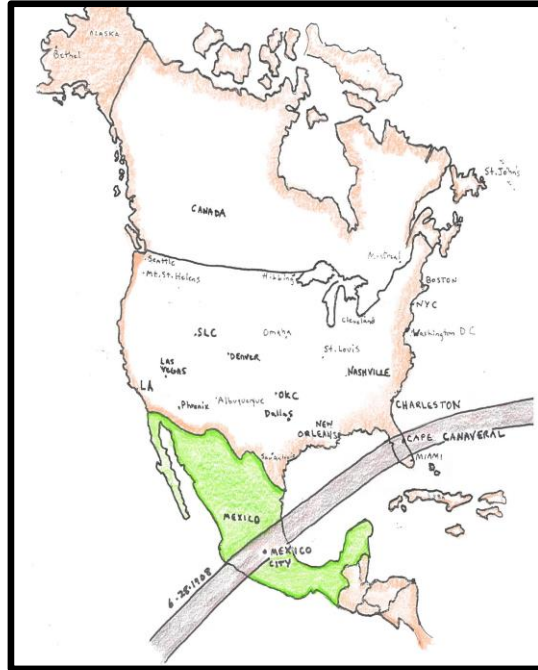 ALASKA
Bethel
St. John's
CANADA
Montreal
Seattle
Mt. St. Helens
Hibbing
BOSTON
NYC
Cleveland
Washington DC
SLC
Omaha
DENVER
St. Louis
LAS
VEGAS
NASHVILLE
LA
Albuquerque
OKC
Phoenix
Dallas
CHARLESTON
NEW
ORLEANS
CAPE CANAVERAL
San Antonio
MIAMI
MEXICO
MEXICO
CITY
6-28-1908